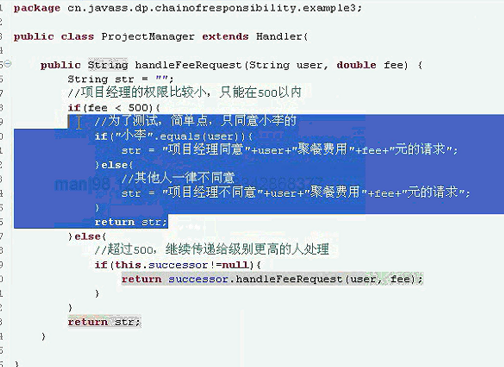 package cn.javass.dp.chainofresponsibility.example3;
public class ProjectManager extends Handler{
public String handleFeeRequest(String user, double fee) {
String str = "";
//项目经理的权限比较小，只能在500以内
if(fee < 500){
//为了测试，简单点，只同意小李的
if("小李".equals(user)){
str = "项目经理同意"+user+"聚餐费用"+fee+"元的请求";
}else{
//其他人一律不同意
str = "项目经理不同意"+user+"聚餐费用"+fee+"元的请求";
}
return str;
}else{
//超过500，继续传递给级别更高的人处理
if(this.successor!=null){
return successor.handleFeeRequest(user, fee);
}
}
return str;
}
}